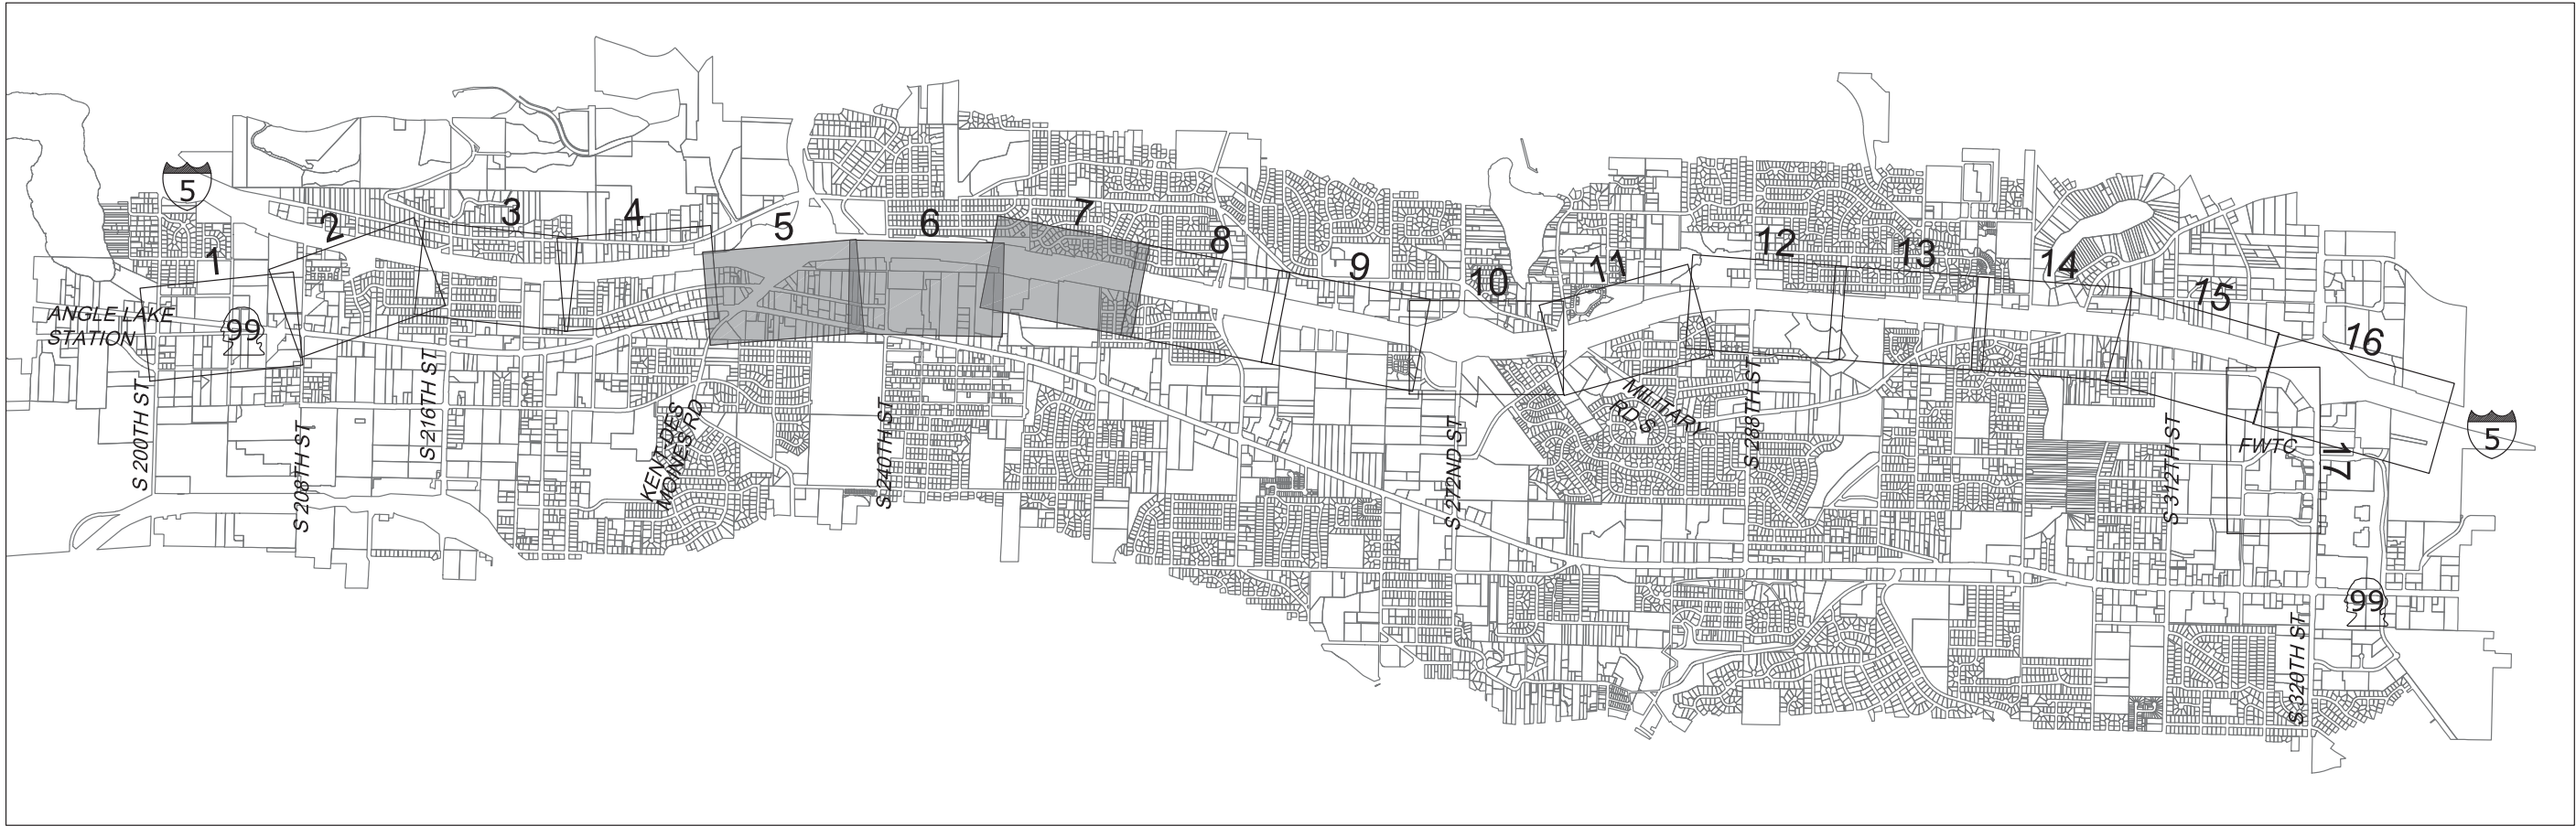 5
1
2
3
4
5
6
7
8
9
10
11
12
13
14
15
16
17
ANGLE LAKE
STATION
99
S 200TH ST
S 208TH ST
S 216TH ST
KENT-DES
MOINES RD
S 240TH ST
S 272ND ST
MILITARY
RD S
S 288TH ST
S 312TH ST
FWTC
5
99
S 320TH ST